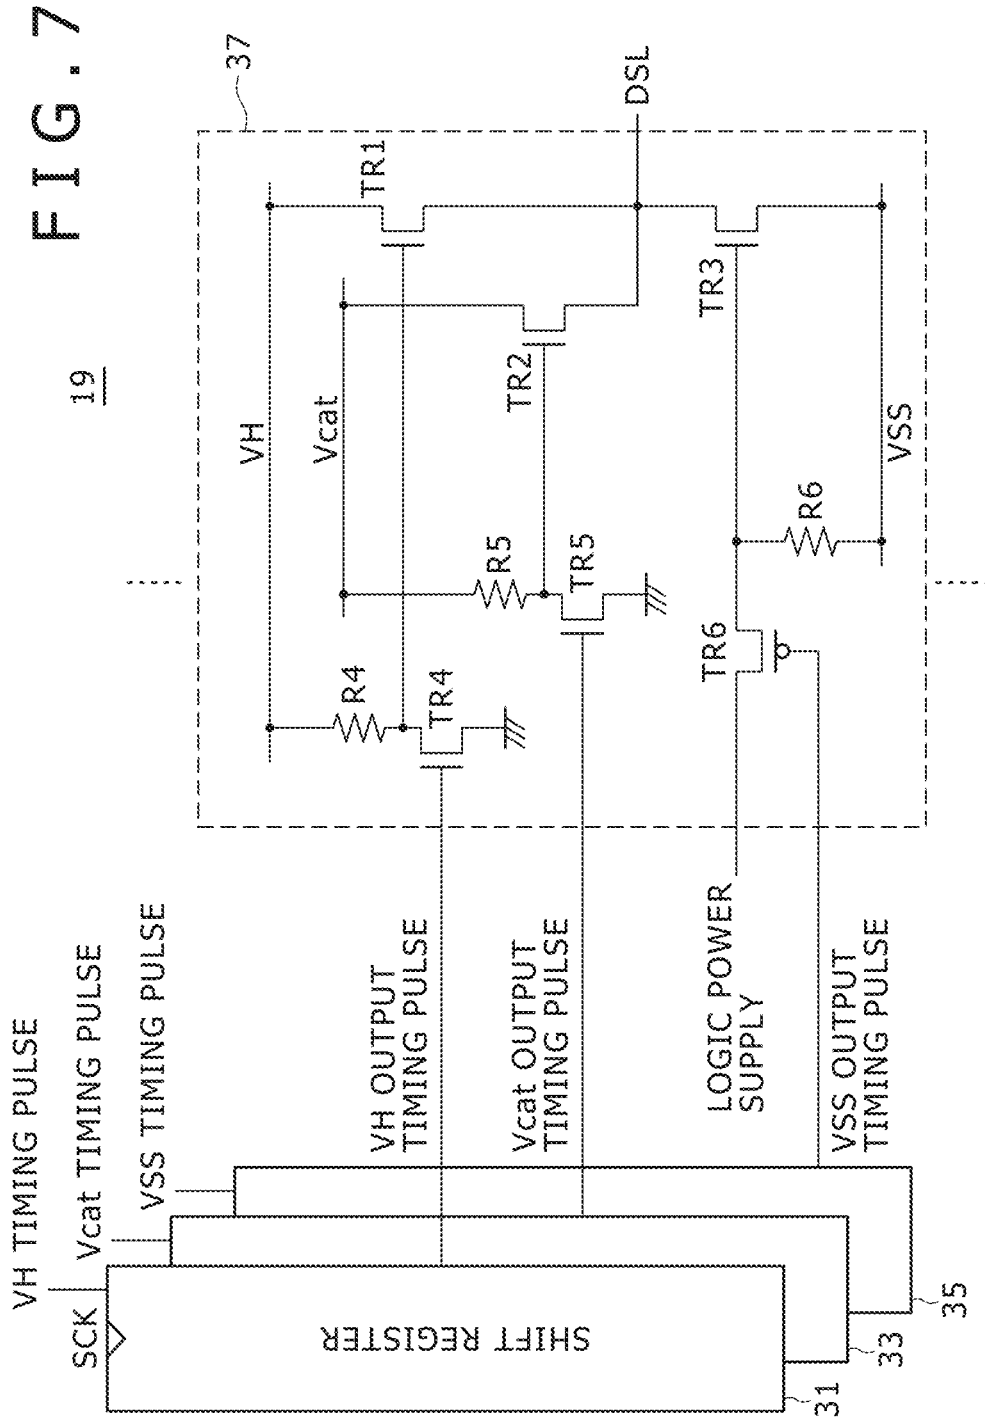 FIG. 7
19
37
VH TIMING PULSE
Vcat TIMING PULSE
VSS TIMING PULSE
SCK
SHIFT REGISTER
31
33
35
VH OUTPUT
TIMING PULSE
Vcat OUTPUT
TIMING PULSE
LOGIC POWER
SUPPLY
VSS OUTPUT
TIMING PULSE
VH
Vcat
R4
TR4
R5
TR5
TR6
R6
VSS
TR1
TR2
TR3
DSL